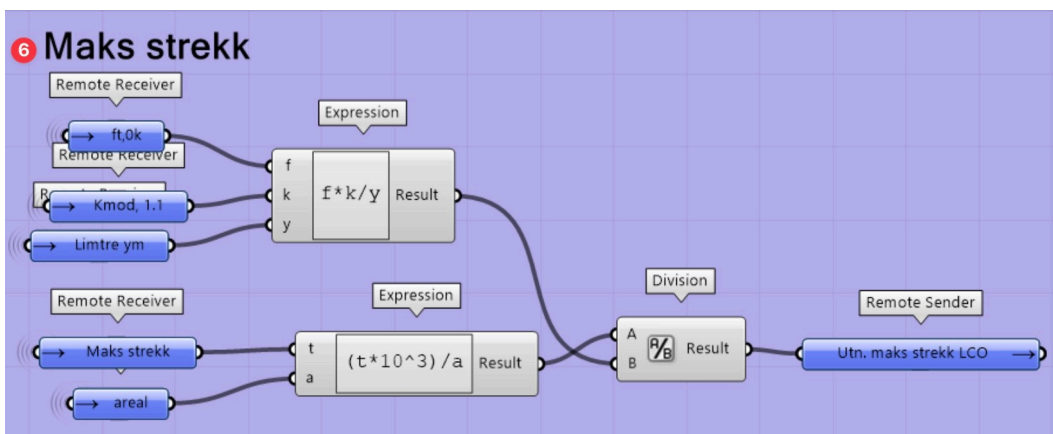 6 Maks strekk
Remote Receiver
ft,0k
Remote Receiver
Kmod, 1.1
Limtre ym
Expression
f
k
y
f*k/y
Result
Remote Receiver
Maks strekk
areal
Expression
t
a
(t*10^3)/a
Result
Division
A
B
A/B
Result
Remote Sender
Utn. maks strekk LCO